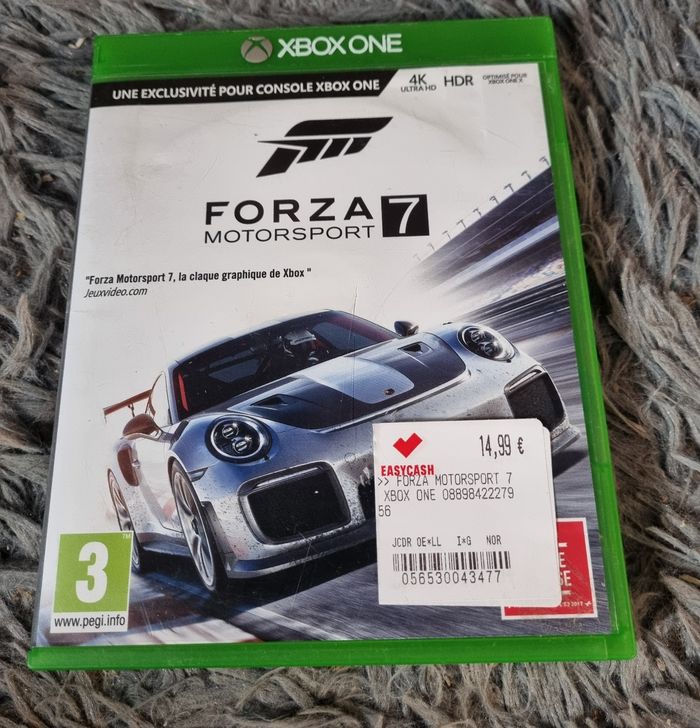 XBOX ONE
UNE EXCLUSIVITÉ POUR CONSOLE XBOX ONE
4K
ULTRA HD
HDR
OPTIMISÉ POUR
XBOX ONE X
FORZA 7
MOTORSPORT
"Forza Motorsport 7, la claque graphique de Xbox "
Jeuxvideo.com
14,99 €
EASYCASH
>> FORZA MOTORSPORT 7
XBOX ONE 08898422279
56
JCDR OE*LL I*G NOR
056530043477
3
www.pegi.info
E3 2017